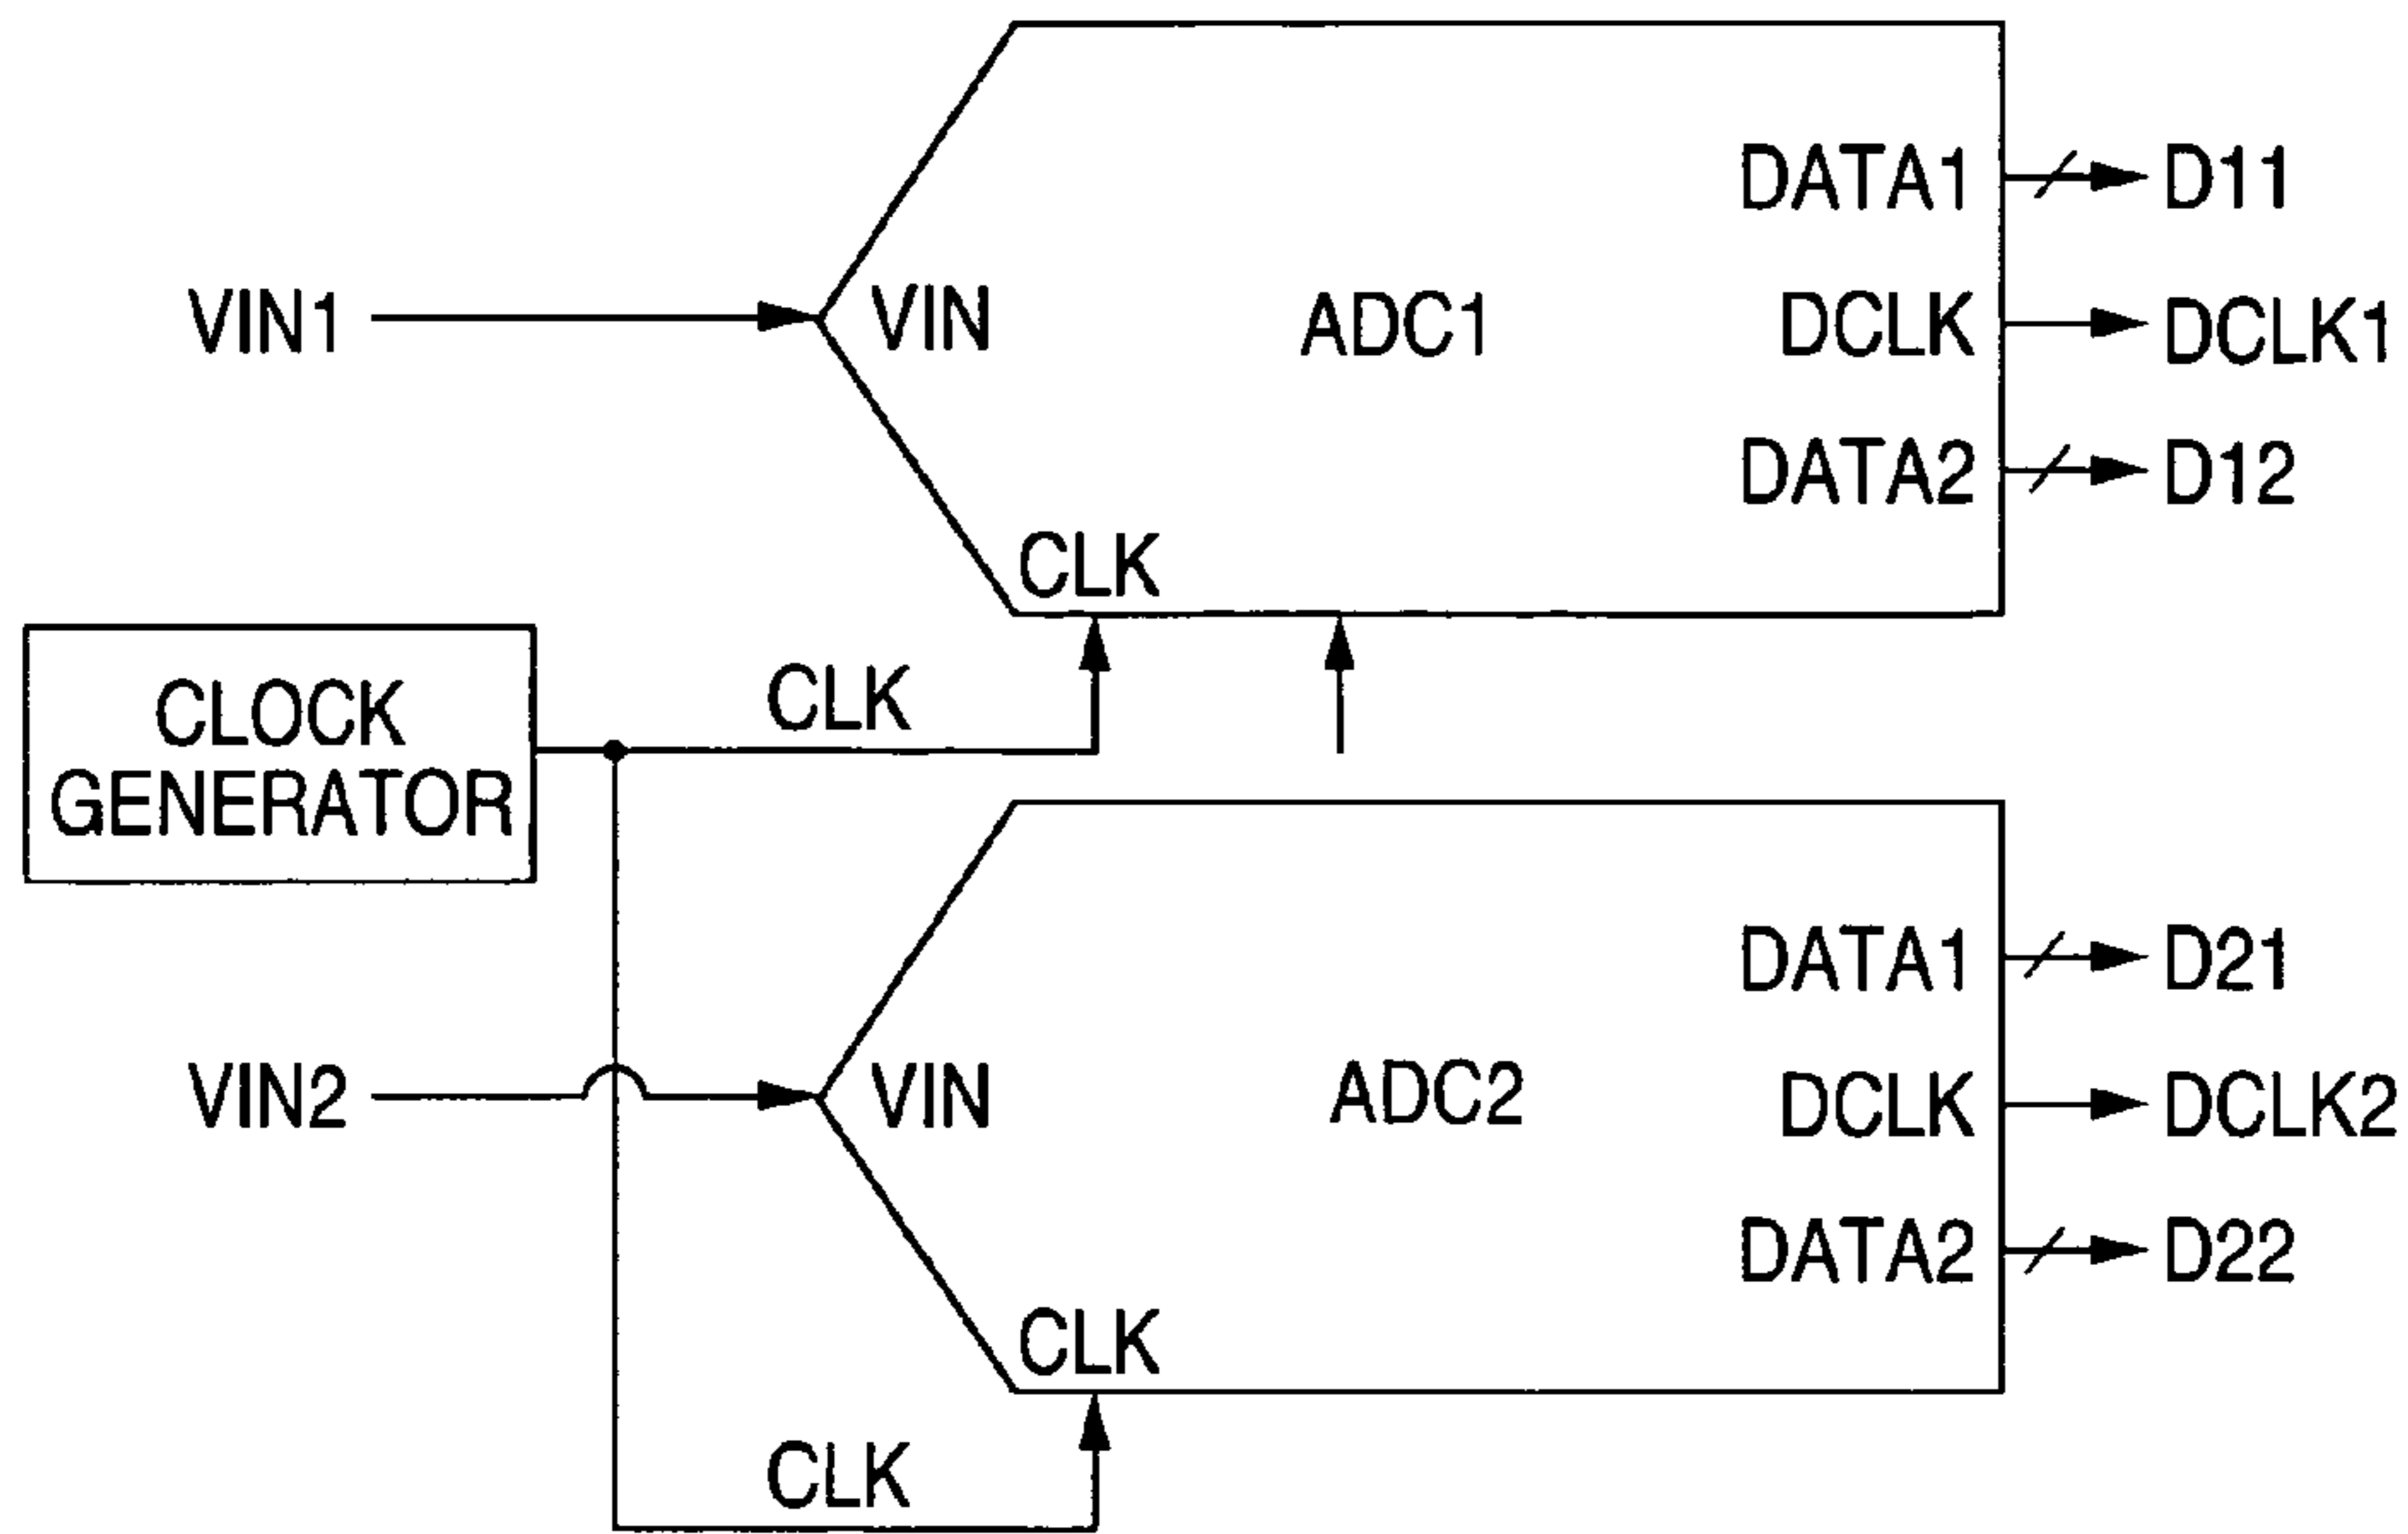 DATA1
D11
VIN1
VIN
ADC1
DCLK
DCLK1
DATA2
D12
CLK
CLOCK
GENERATOR
CLK
DATA1
D21
VIN2
VIN
ADC2
DCLK
DCLK2
DATA2
D22
CLK
CLK